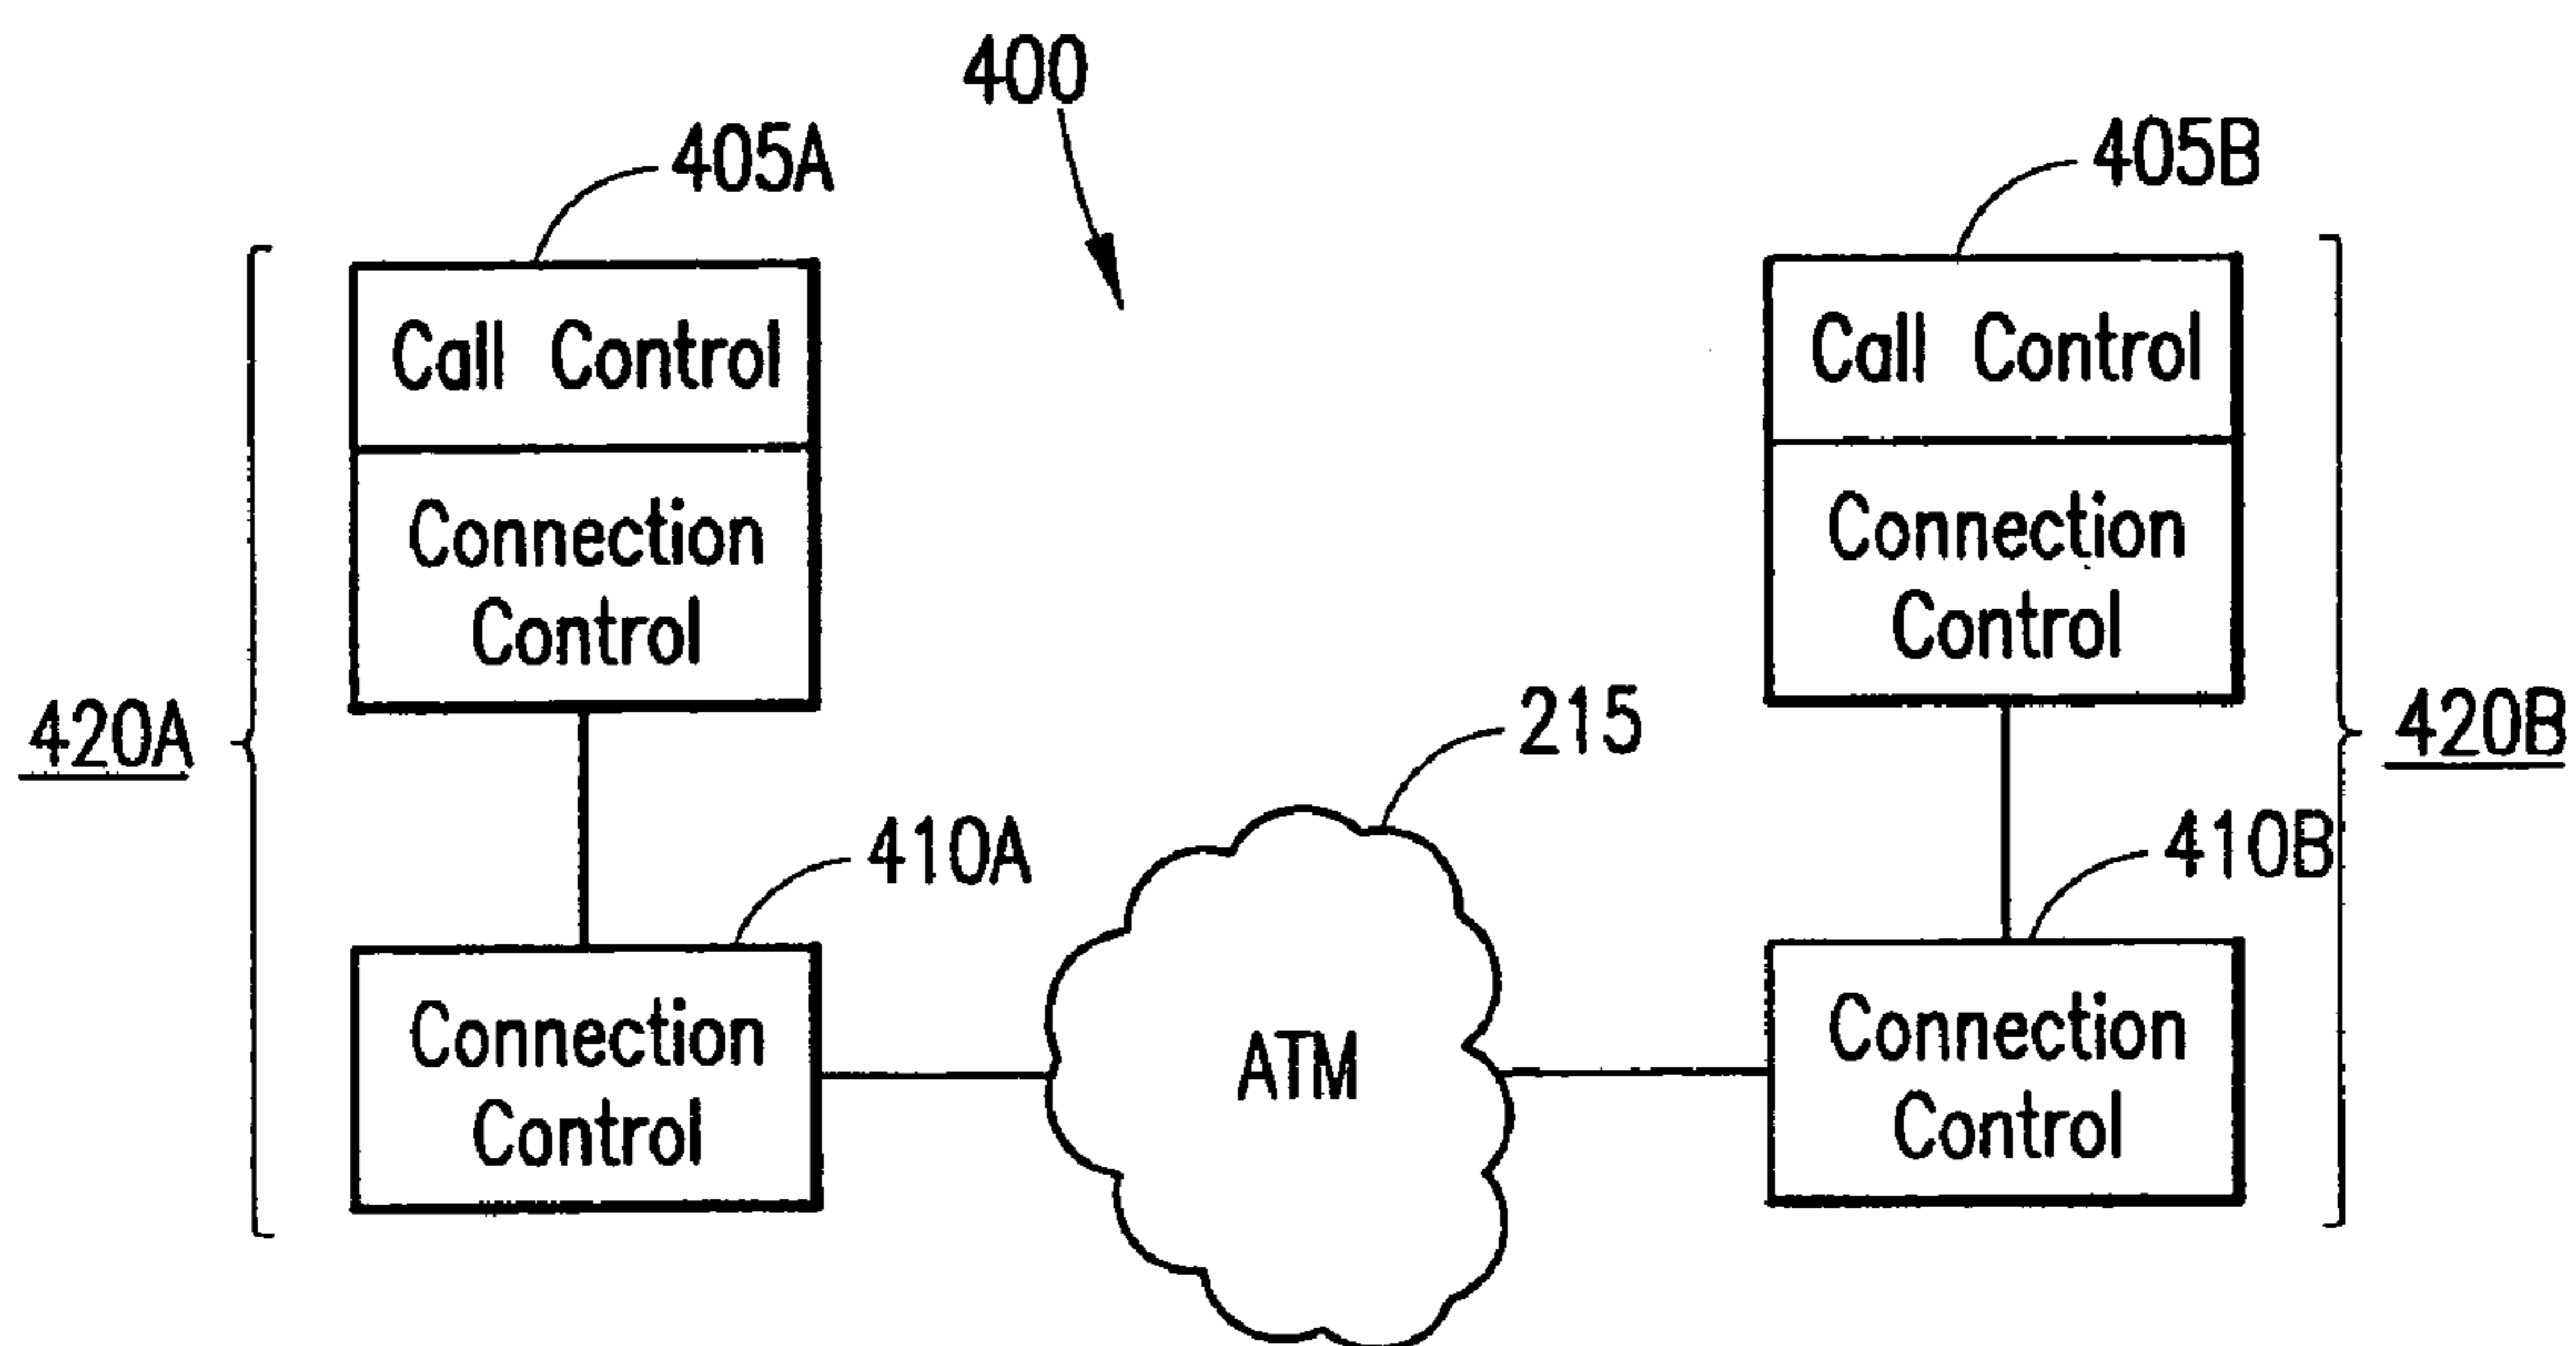 400
405A
405B
Call Control
Call Control
Connection
Control
Connection
Control
420A
215
420B
410A
410B
Connection
Control
ATM
Connection
Control